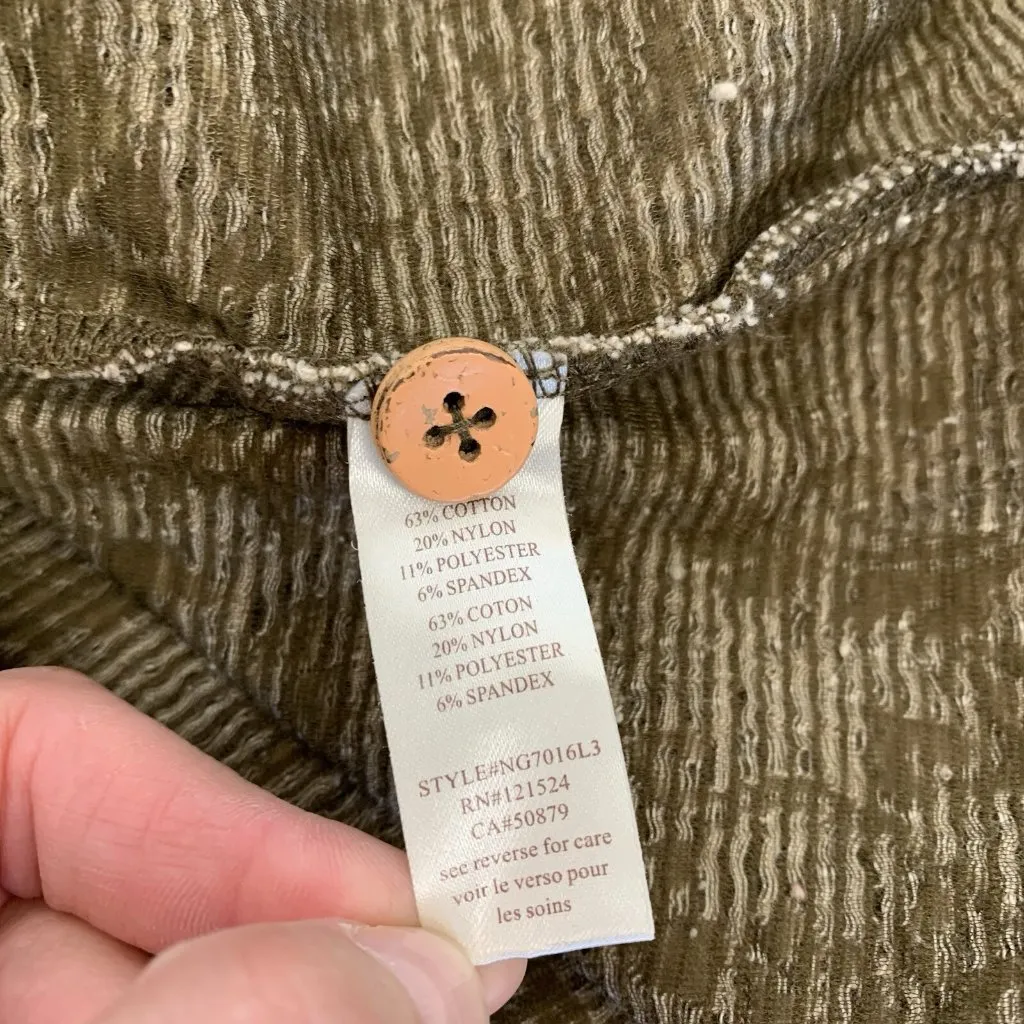 63% COTTON
20% NYLON
11% POLYESTER
6% SPANDEX
63% COTON
20% NYLON
11% POLYESTER
6% SPANDEX
STYLE#NG7016L3
RN#121524
CA#50879
see reverse for care
voir le verso pour
les soins